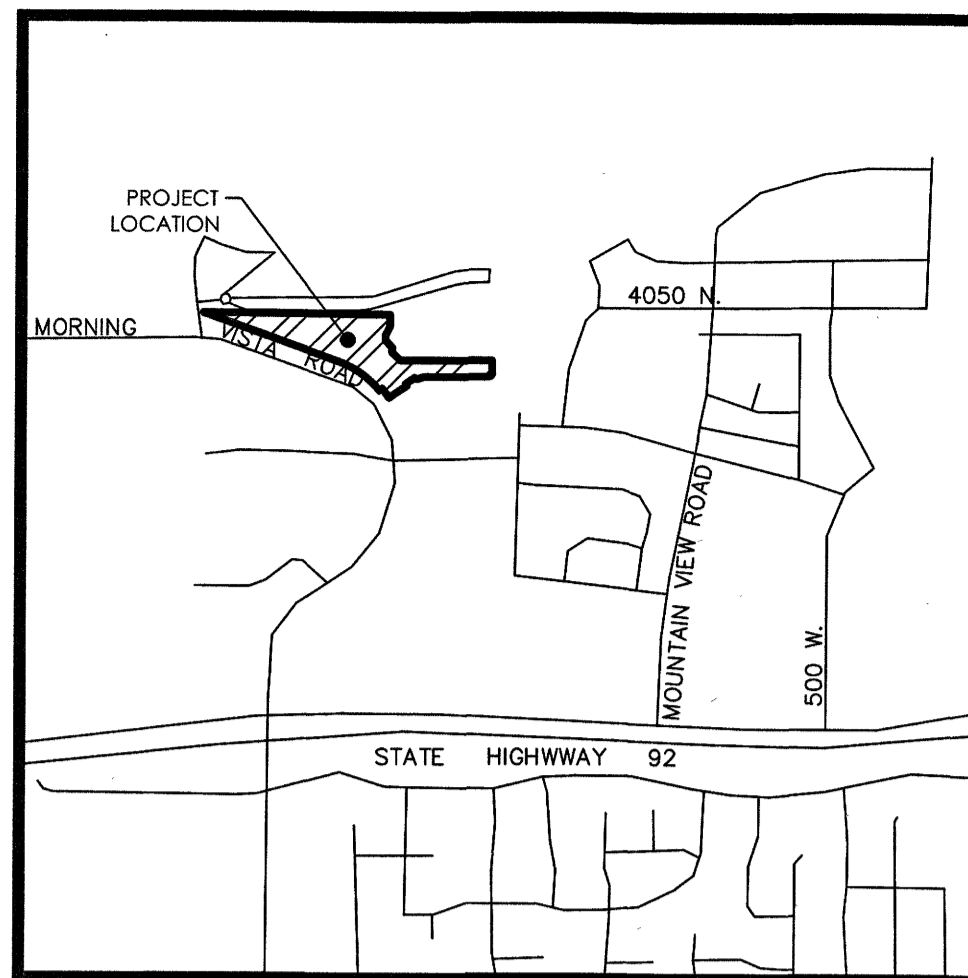 PROJECT
LOCATION
4050 N.
MORNING VISTA ROAD
MOUNTAIN VIEW ROAD
500 W.
STATE HIGHWWAY 92